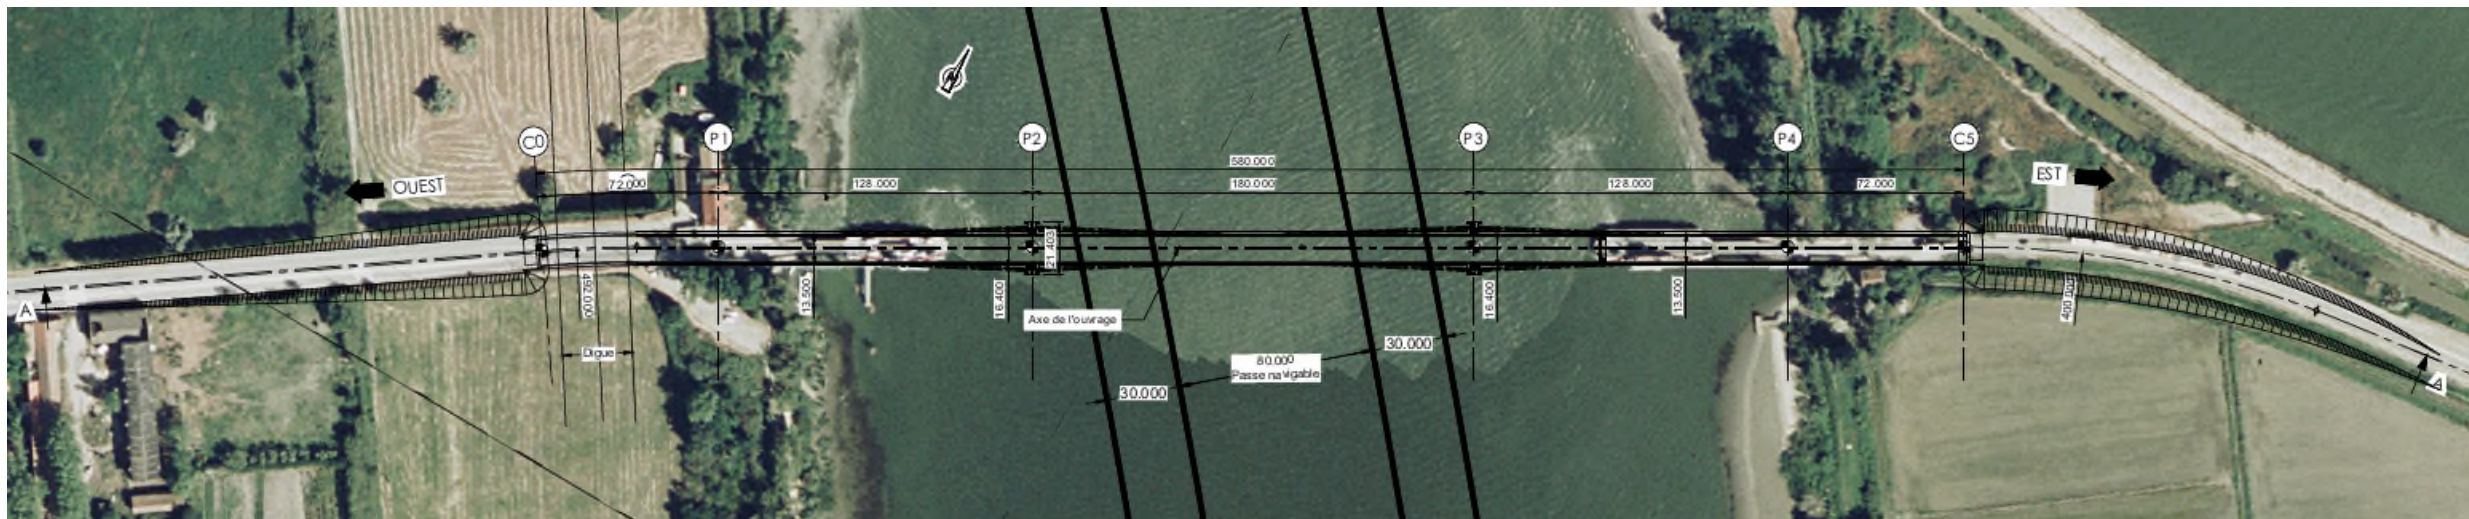 C0
P1
P2
P3
P4
C5
580.000
OUEST
72.000
128.000
180.000
128.000
72.000
EST
21.403
492.000
13.500
16.400
16.400
13.500
400.000
A
Axe de l'ouvrage
Digue
30.000
80.000
Passe navigable
30.000
A